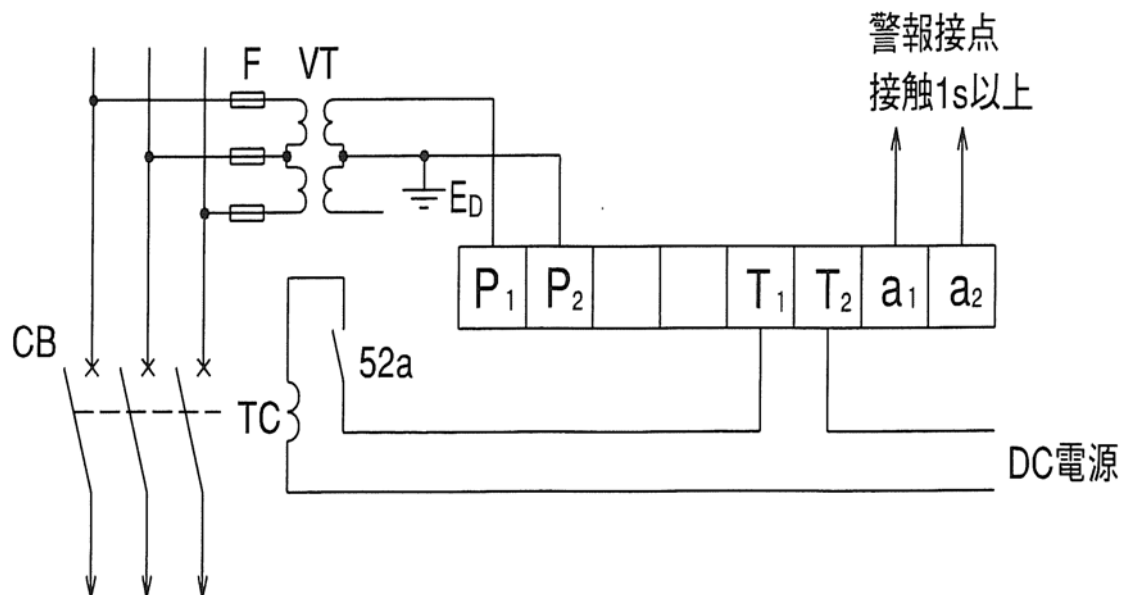 警報接点
接触1s以上
F VT
E_D
P₁ P₂ T₁ T₂ a₁ a₂
CB
52a
TC
DC電源